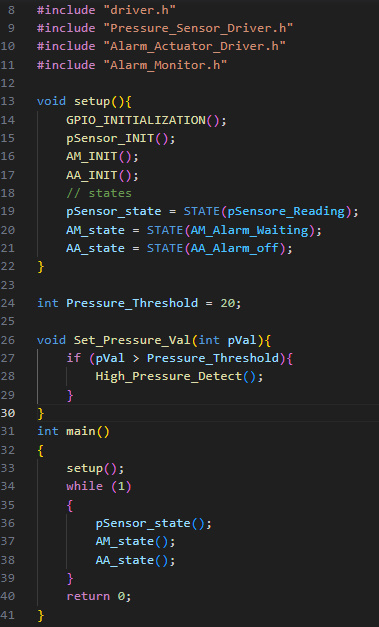 8 #include "driver.h"
9 #include "Pressure_Sensor_Driver.h"
10 #include "Alarm_Actuator_Driver.h"
11 #include "Alarm_Monitor.h"
12
13 void setup(){
14     GPIO_INITIALIZATION();
15     pSensor_INIT();
16     AM_INIT();
17     AA_INIT();
18     // states
19     pSensor_state = STATE(pSensore_Reading);
20     AM_state = STATE(AM_Alarm_Waiting);
21     AA_state = STATE(AA_Alarm_off);
22 }
23
24 int Pressure_Threshold = 20;
25
26 void Set_Pressure_Val(int pVal){
27     if (pVal > Pressure_Threshold){
28         High_Pressure_Detect();
29     }
30 }
31 int main()
32 {
33     setup();
34     while (1)
35     {
36         pSensor_state();
37         AM_state();
38         AA_state();
39     }
40     return 0;
41 }